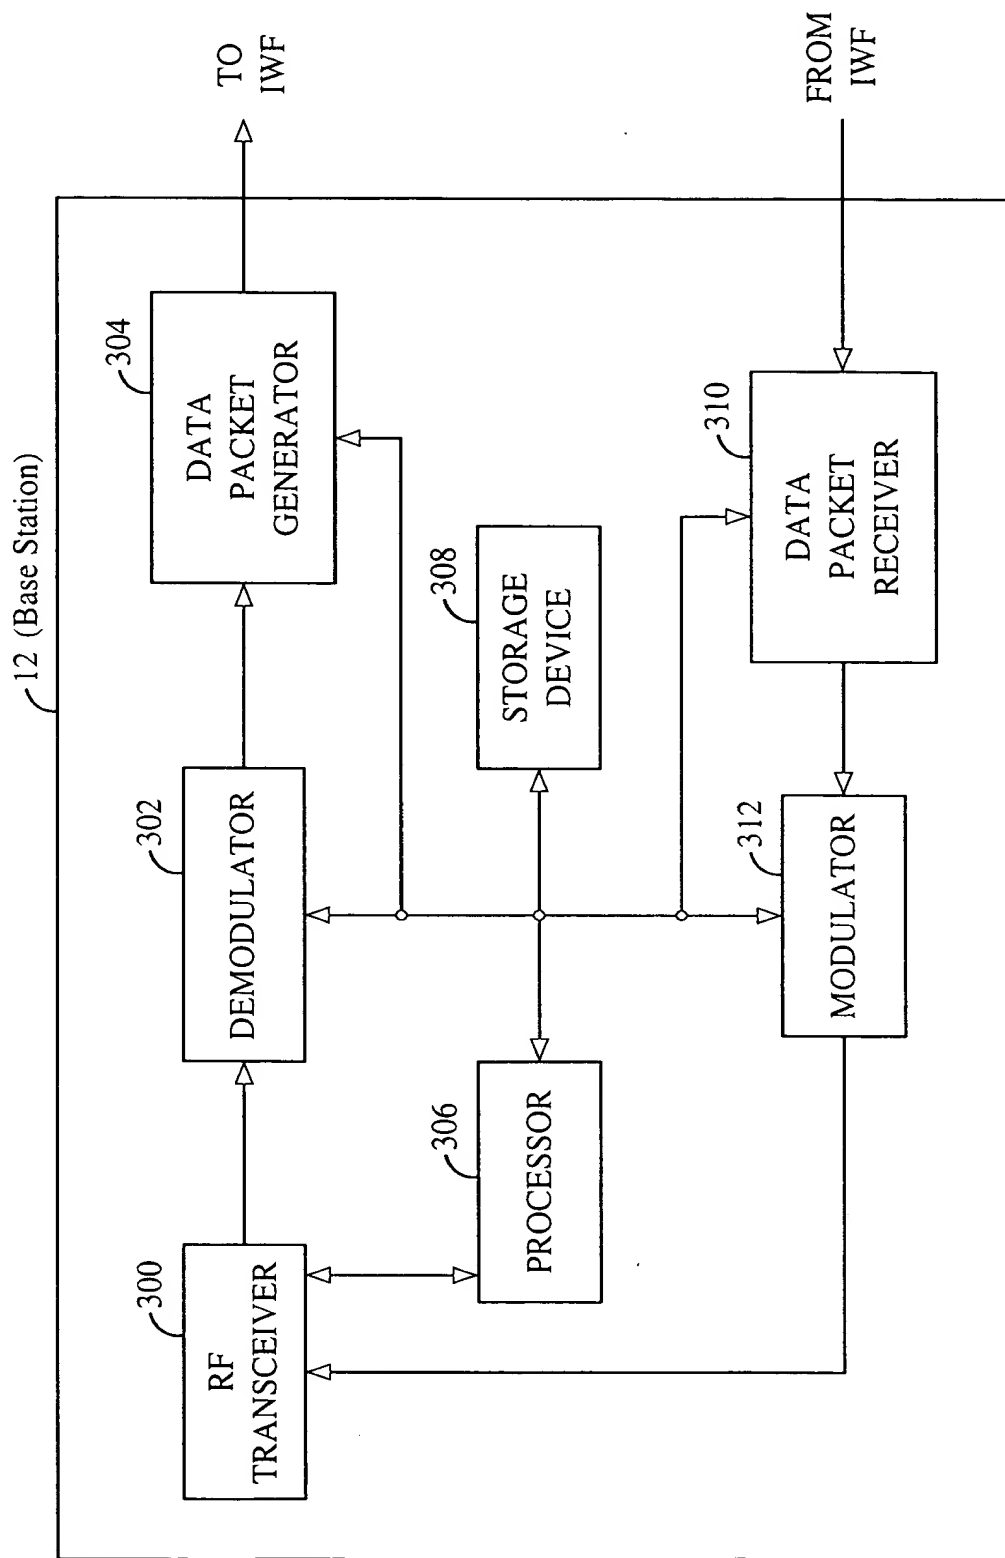 12 (Base Station)
300
RF
TRANSCEIVER
302
DEMODULATOR
304
DATA
PACKET
GENERATOR
TO
IWF
306
PROCESSOR
308
STORAGE
DEVICE
312
MODULATOR
310
DATA
PACKET
RECEIVER
FROM
IWF